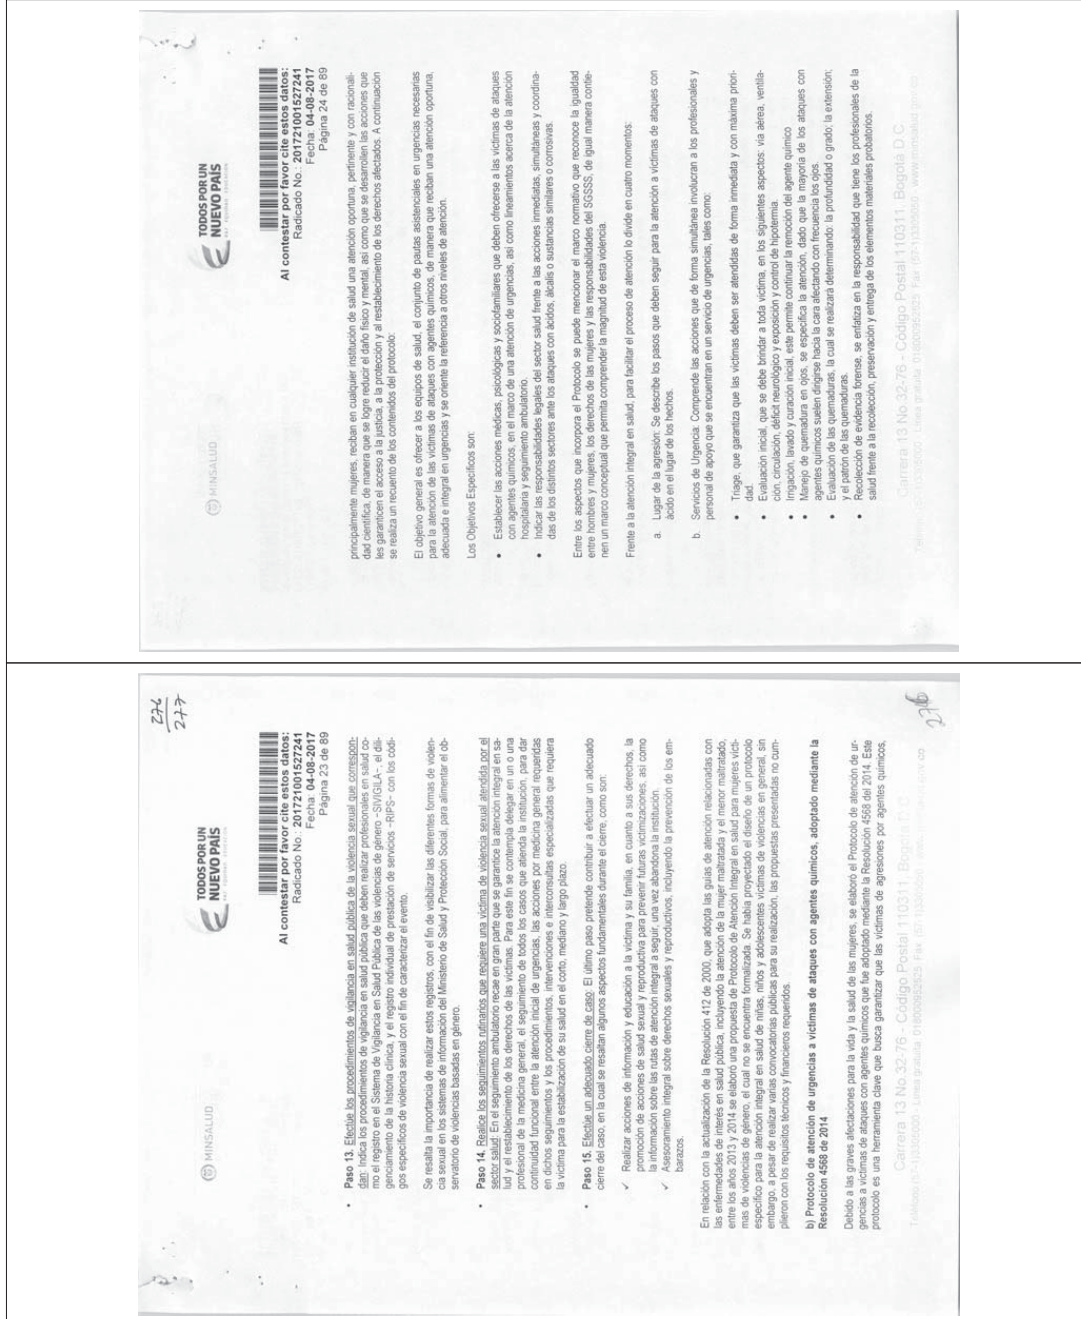 276
277
MINSALUD
TODOS POR UN
NUEVO PAÍS
PAZ EQUIDAD EDUCACIÓN
Al contestar por favor cite estos datos:
Radicado No.: 201721001527241
Fecha: 04-08-2017
Página 23 de 89
• Paso 13. Efectúe los procedimientos de vigilancia en salud pública de la violencia sexual que correspon-
dan: Indica los procedimientos de vigilancia en salud pública que deben realizar profesionales en salud co-
mo el registro en el Sistema de Vigilancia en Salud Pública de las violencias de género –SIVIGILA-, el dili-
genciamiento de la historia clínica, y el registro individual de prestación de servicios –RIPS– con los códi-
gos específicos de violencia sexual con el fin de caracterizar el evento.
Se resalta la importancia de realizar estos registros, con el fin de visibilizar las diferentes formas de violen-
cia sexual en los sistemas de información del Ministerio de Salud y Protección Social, para alimentar el ob-
servatorio de violencias basadas en género.
• Paso 14. Realice los seguimientos rutinarios que requiere una víctima de violencia sexual atendida por el
sector salud: En el seguimiento ambulatorio recae en gran parte que se garantice la atención integral en sa-
lud y el restablecimiento de los derechos de las víctimas. Para este fin se contempla delegar en un o una
profesional de la medicina general, el seguimiento de todos los casos que atienda la institución, para dar
continuidad funcional entre la atención inicial de urgencias, las acciones por medicina general requeridas
en dichos seguimientos y los procedimientos, intervenciones e interconsultas especializadas que requiera
la víctima para la estabilización de su salud en el corto, mediano y largo plazo.
• Paso 15. Efectúe un adecuado cierre de caso: El último paso pretende contribuir a efectuar un adecuado
cierre del caso, en la cual se resaltan algunos aspectos fundamentales durante el cierre, como son:
✓ Realizar acciones de información y educación a la víctima y su familia, en cuanto a sus derechos, la
promoción de acciones de salud sexual y reproductiva para prevenir futuras victimizaciones, así como
la información sobre las rutas de atención integral a seguir, una vez abandona la institución.
✓ Asesoramiento integral sobre derechos sexuales y reproductivos, incluyendo la prevención de los em-
barazos.
En relación con la actualización de la Resolución 412 de 2000, que adopta las guías de atención relacionadas con
las enfermedades de interés en salud pública, incluyendo la atención de la mujer maltratada y el menor maltratado,
entre los años 2013 y 2014 se elaboró una propuesta de Protocolo de Atención Integral en salud para mujeres vícti-
mas de violencias de género, el cual no se encuentra formalizada. Se había proyectado el diseño de un protocolo
específico para la atención integral en salud de niñas, niños y adolescentes víctimas de violencias en general, sin
embargo, a pesar de realizar varias convocatorias públicas para su realización, las propuestas presentadas no cum-
plieron con los requisitos técnicos y financieros requeridos.
b) Protocolo de atención de urgencias a víctimas de ataques con agentes químicos, adoptado mediante la
Resolución 4568 de 2014
Debido a las graves afectaciones para la vida y la salud de las mujeres, se elaboró el Protocolo de atención de ur-
gencias a víctimas de ataques con agentes químicos que fue adoptado mediante la Resolución 4568 del 2014. Este
protocolo es una herramienta clave que busca garantizar que las víctimas de agresiones por agentes químicos,
Carrera 13 No 32-76 - Código Postal 110311, Bogotá D.C
276
MINSALUD
TODOS POR UN
NUEVO PAÍS
PAZ EQUIDAD EDUCACIÓN
Al contestar por favor cite estos datos:
Radicado No.: 201721001527241
Fecha: 04-08-2017
Página 24 de 89
principalmente mujeres, reciban en cualquier institución de salud una atención oportuna, pertinente y con racionali-
dad científica, de manera que se logre reducir el daño físico y mental, así como que se desarrollen las acciones que
les garanticen el acceso a la justicia, a la protección y al restablecimiento de los derechos afectados. A continuación
se realiza un recuento de los contenidos del protocolo:
El objetivo general es ofrecer a los equipos de salud, el conjunto de pautas asistenciales en urgencias necesarias
para la atención de las víctimas de ataques con agentes químicos, de manera que reciban una atención oportuna,
adecuada e integral en urgencias y se oriente la referencia a otros niveles de atención.
Los Objetivos Específicos son:
• Establecer las acciones médicas, psicológicas y sociofamiliares que deben ofrecerse a las víctimas de ataques
con agentes químicos, en el marco de una atención de urgencias, así como lineamientos acerca de la atención
hospitalaria y seguimiento ambulatorio.
• Indicar las responsabilidades legales del sector salud frente a las acciones inmediatas, simultáneas y coordina-
das de los distintos sectores ante los ataques con ácidos, álcalis o sustancias similares o corrosivas.
Entre los aspectos que incorpora el Protocolo se puede mencionar el marco normativo que reconoce la igualdad
entre hombres y mujeres, los derechos de las mujeres y las responsabilidades del SGSSS, de igual manera contie-
nen un marco conceptual que permita comprender la magnitud de esta violencia.
Frente a la atención integral en salud, para facilitar el proceso de atención lo divide en cuatro momentos:
a. Lugar de la agresión: Se describe los pasos que deben seguir para la atención a víctimas de ataques con
ácido en el lugar de los hechos.
b. Servicios de Urgencia: Comprende las acciones que de forma simultánea involucran a los profesionales y
personal de apoyo que se encuentran en un servicio de urgencias, tales como:
• Triage, que garantiza que las víctimas deben ser atendidas de forma inmediata y con máxima priori-
dad.
• Evaluación inicial, que se debe brindar a toda víctima, en los siguientes aspectos: vía aérea, ventila-
ción, circulación, déficit neurológico y exposición y control de hipotermia.
• Irrigación, lavado y curación inicial, este permite continuar la remoción del agente químico
• Manejo de quemadura en ojos, se especifica la atención, dado que la mayoría de los ataques con
agentes químicos suelen dirigirse hacia la cara afectando con frecuencia los ojos.
• Evaluación de las quemaduras, la cual se realizará determinando: la profundidad o grado; la extensión;
y el patrón de las quemaduras.
• Recolección de evidencia forense, se enfatiza en la responsabilidad que tiene los profesionales de la
salud frente a la recolección, preservación y entrega de los elementos materiales probatorios.
Carrera 13 No 32-76 - Código Postal 110311, Bogotá D.C